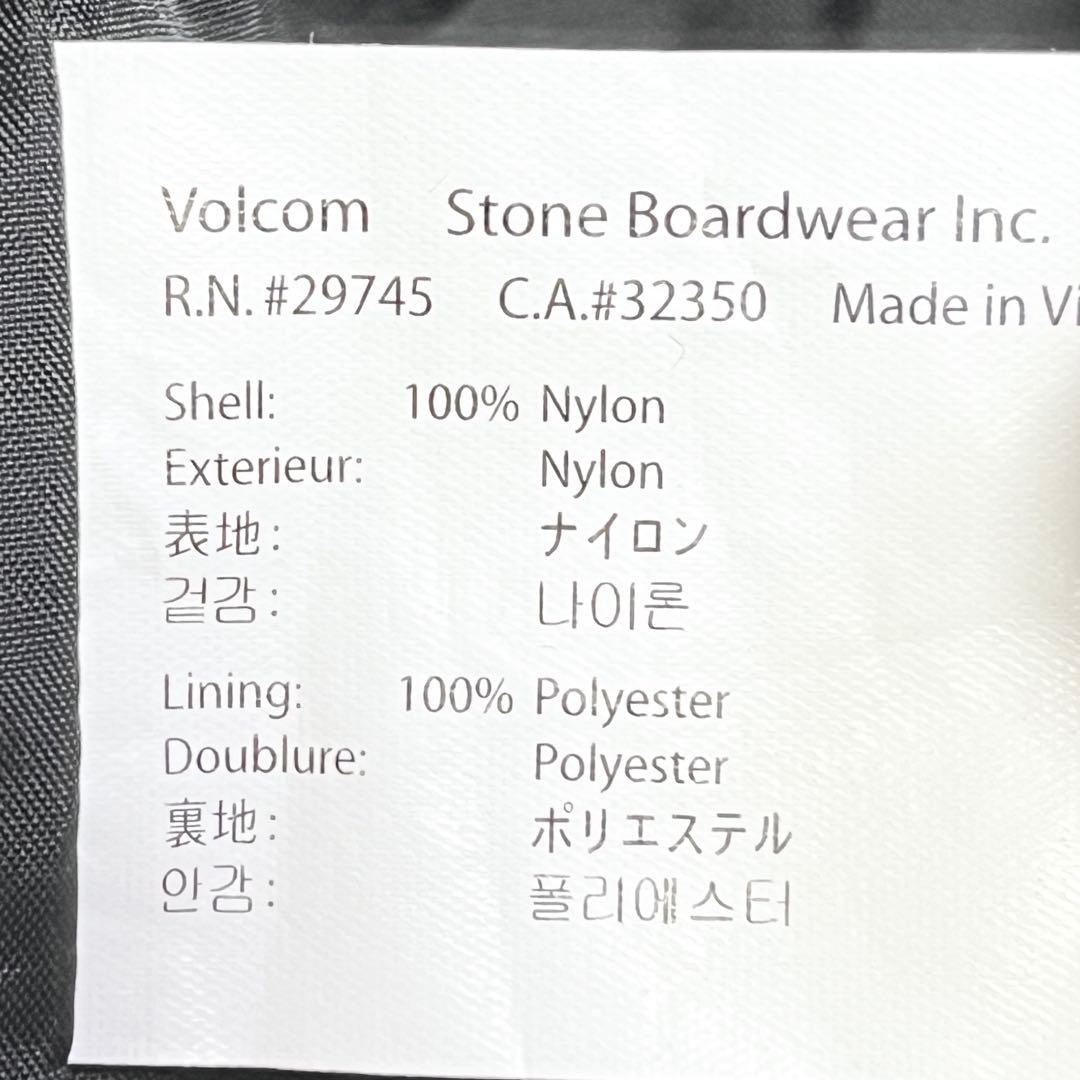 Volcom Stone Boardwear Inc.
R.N. #29745 C.A.#32350 Made in
Shell: 100% Nylon
Exterieur: Nylon
表地: ナイロン
겉감: 나이론
Lining: 100% Polyester
Doublure: Polyester
裏地: ポリエステル
안감: 폴리에스터